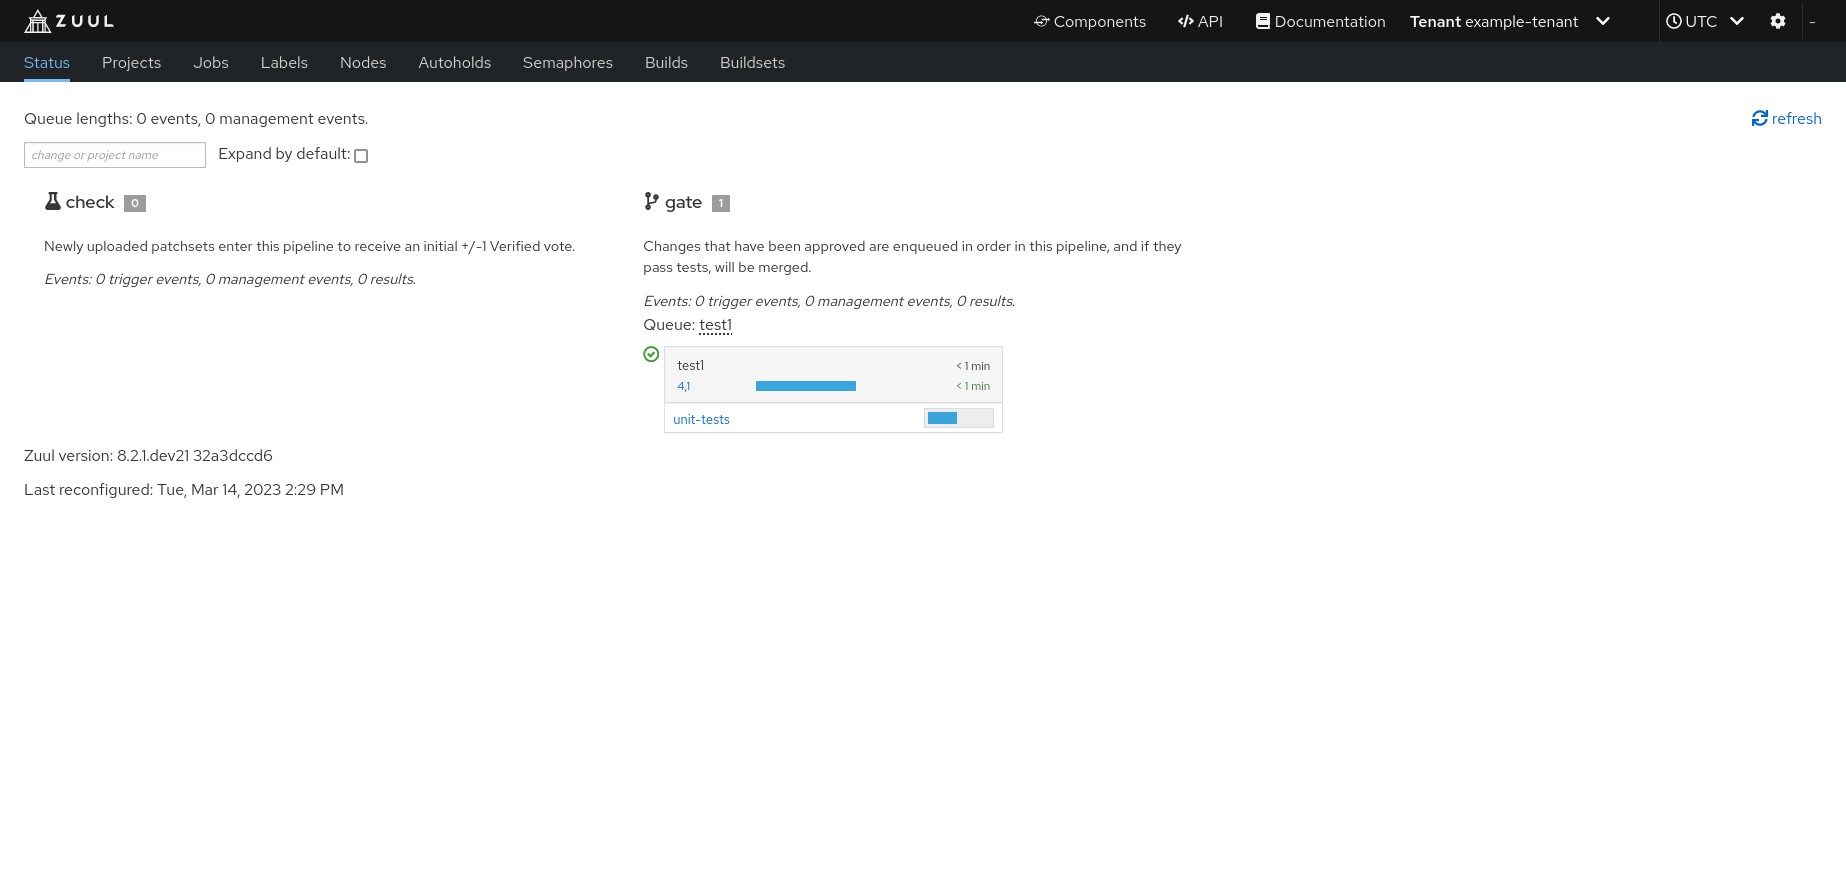 ZUUL
Components API Documentation Tenant example-tenant UTC -
Status Projects Jobs Labels Nodes Autoholds Semaphores Builds Buildsets
Queue lengths: 0 events, 0 management events.
refresh
change or project name Expand by default:
check 0
Newly uploaded patchsets enter this pipeline to receive an initial +/-1 Verified vote.
Events: 0 trigger events, 0 management events, 0 results.
gate 1
Changes that have been approved are enqueued in order in this pipeline, and if they
pass tests, will be merged.
Events: 0 trigger events, 0 management events, 0 results.
Queue: test1
test1 < 1 min
4,1 < 1 min
unit-tests
Zuul version: 8.2.1.dev21 32a3dccd6
Last reconfigured: Tue, Mar 14, 2023 2:29 PM